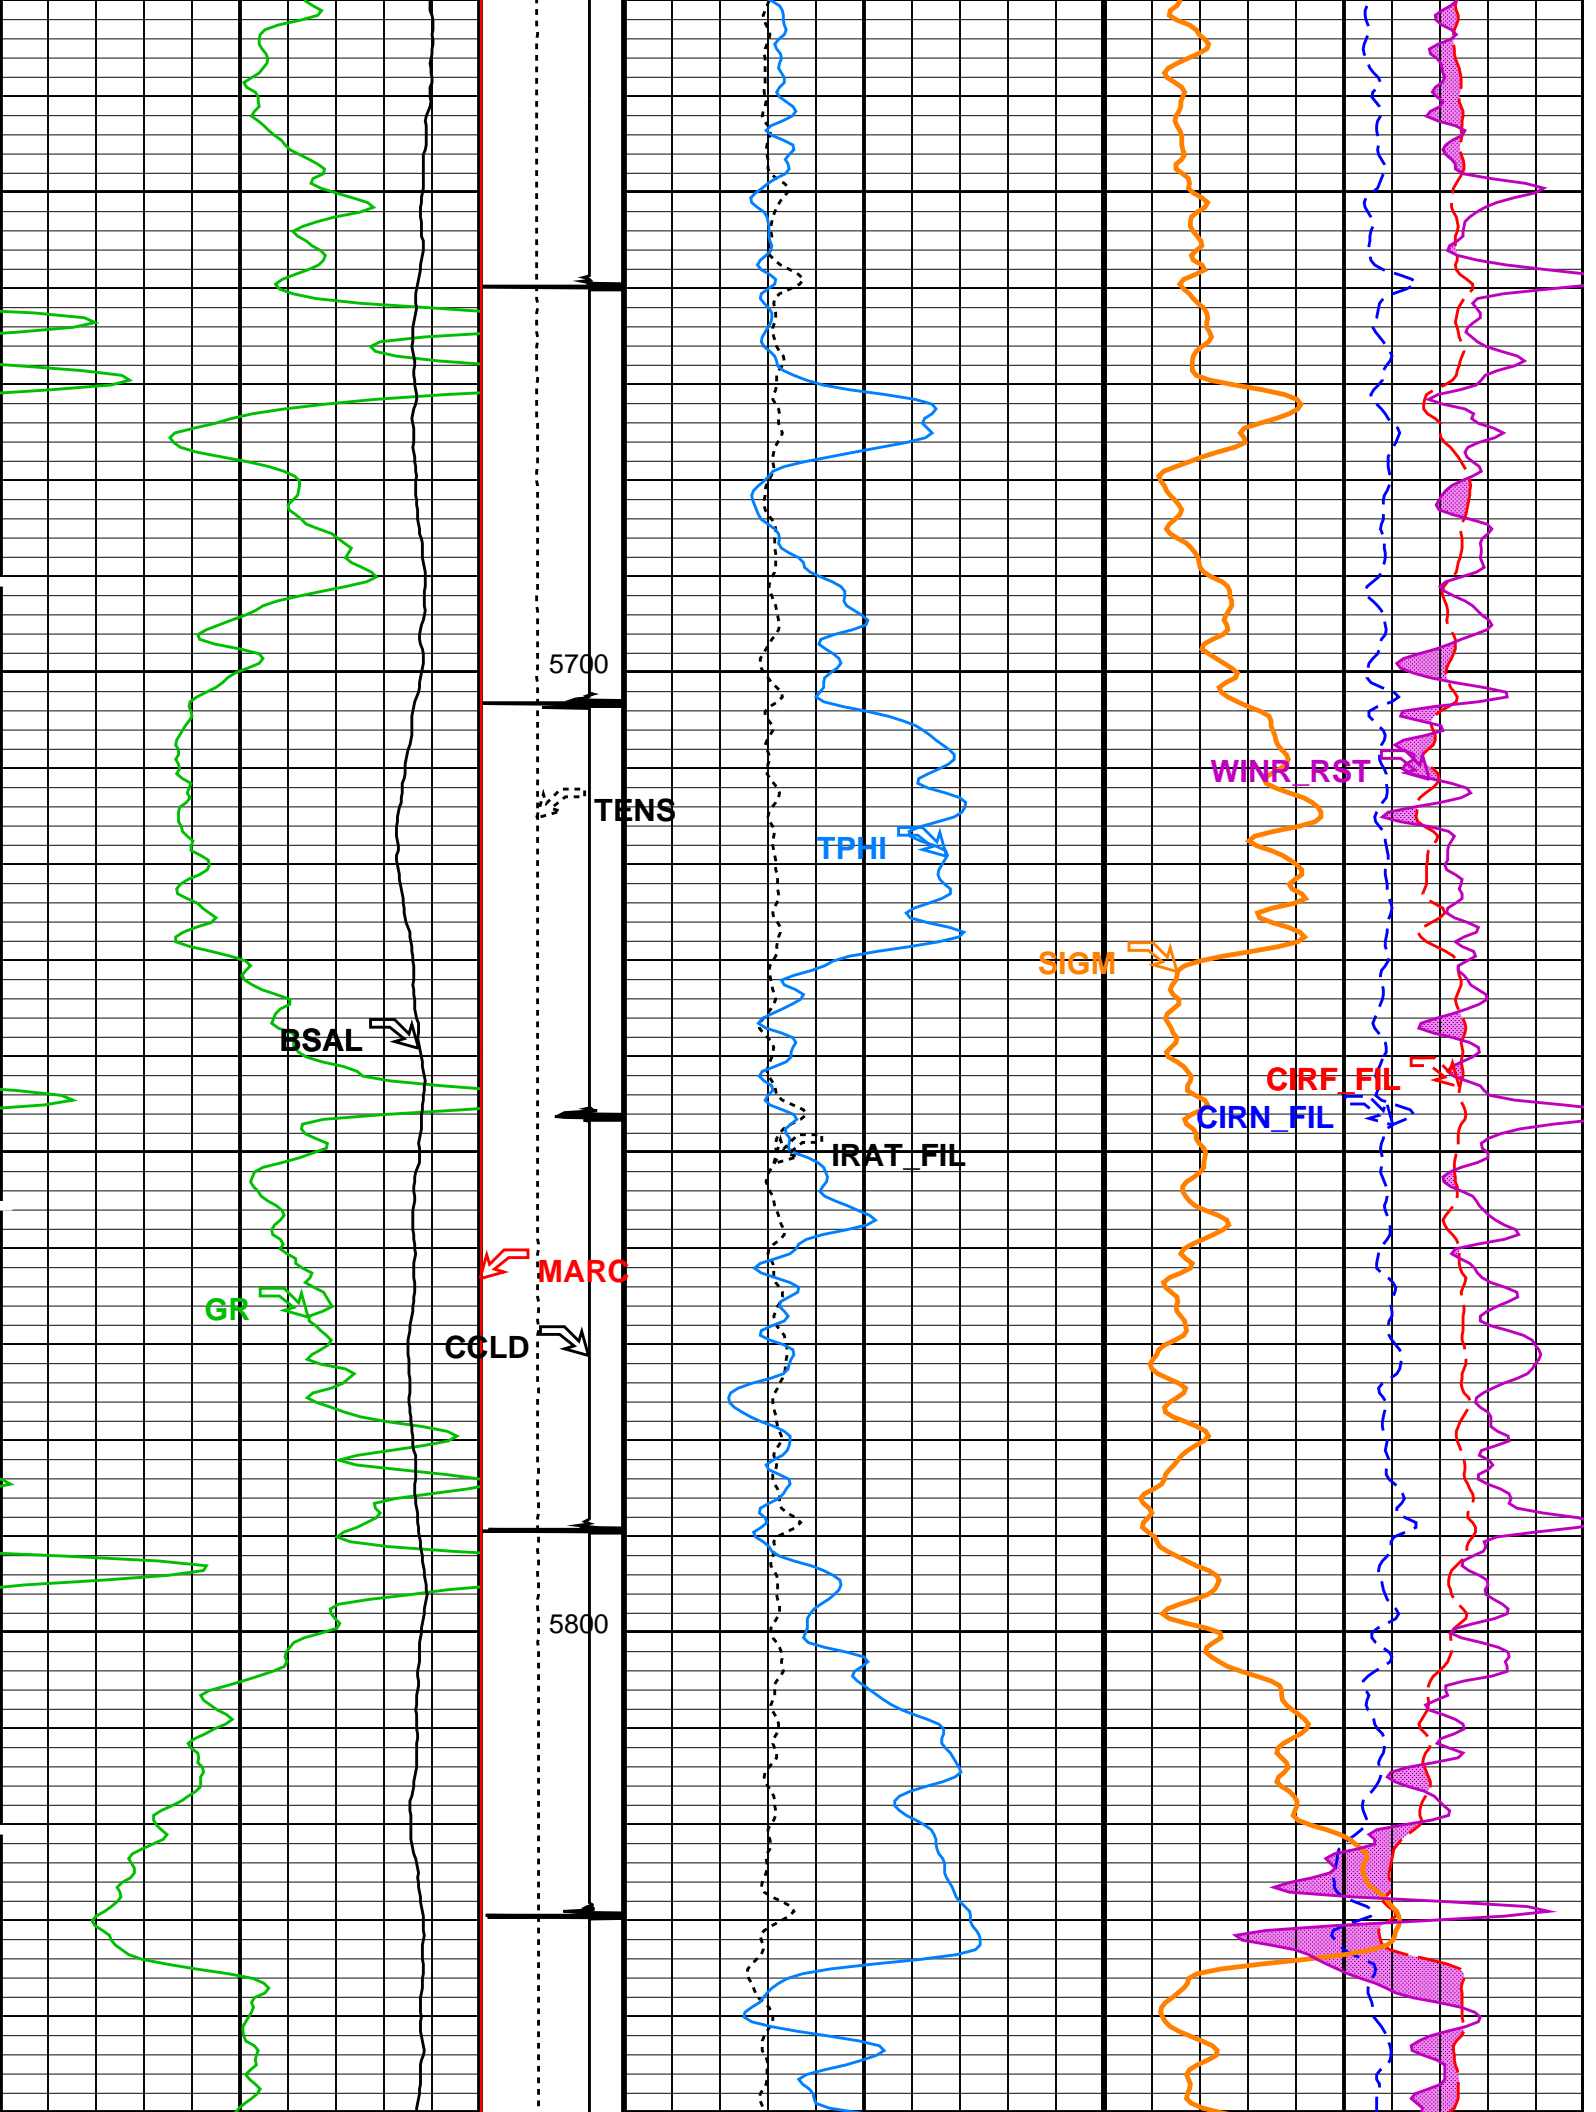 5700
WINR_RST
TENS
TPHI
SIGM
BSAL
CIRF_FIL
CIRN_FIL
IRAT_FIL
MARC
GR
CCLD
5800